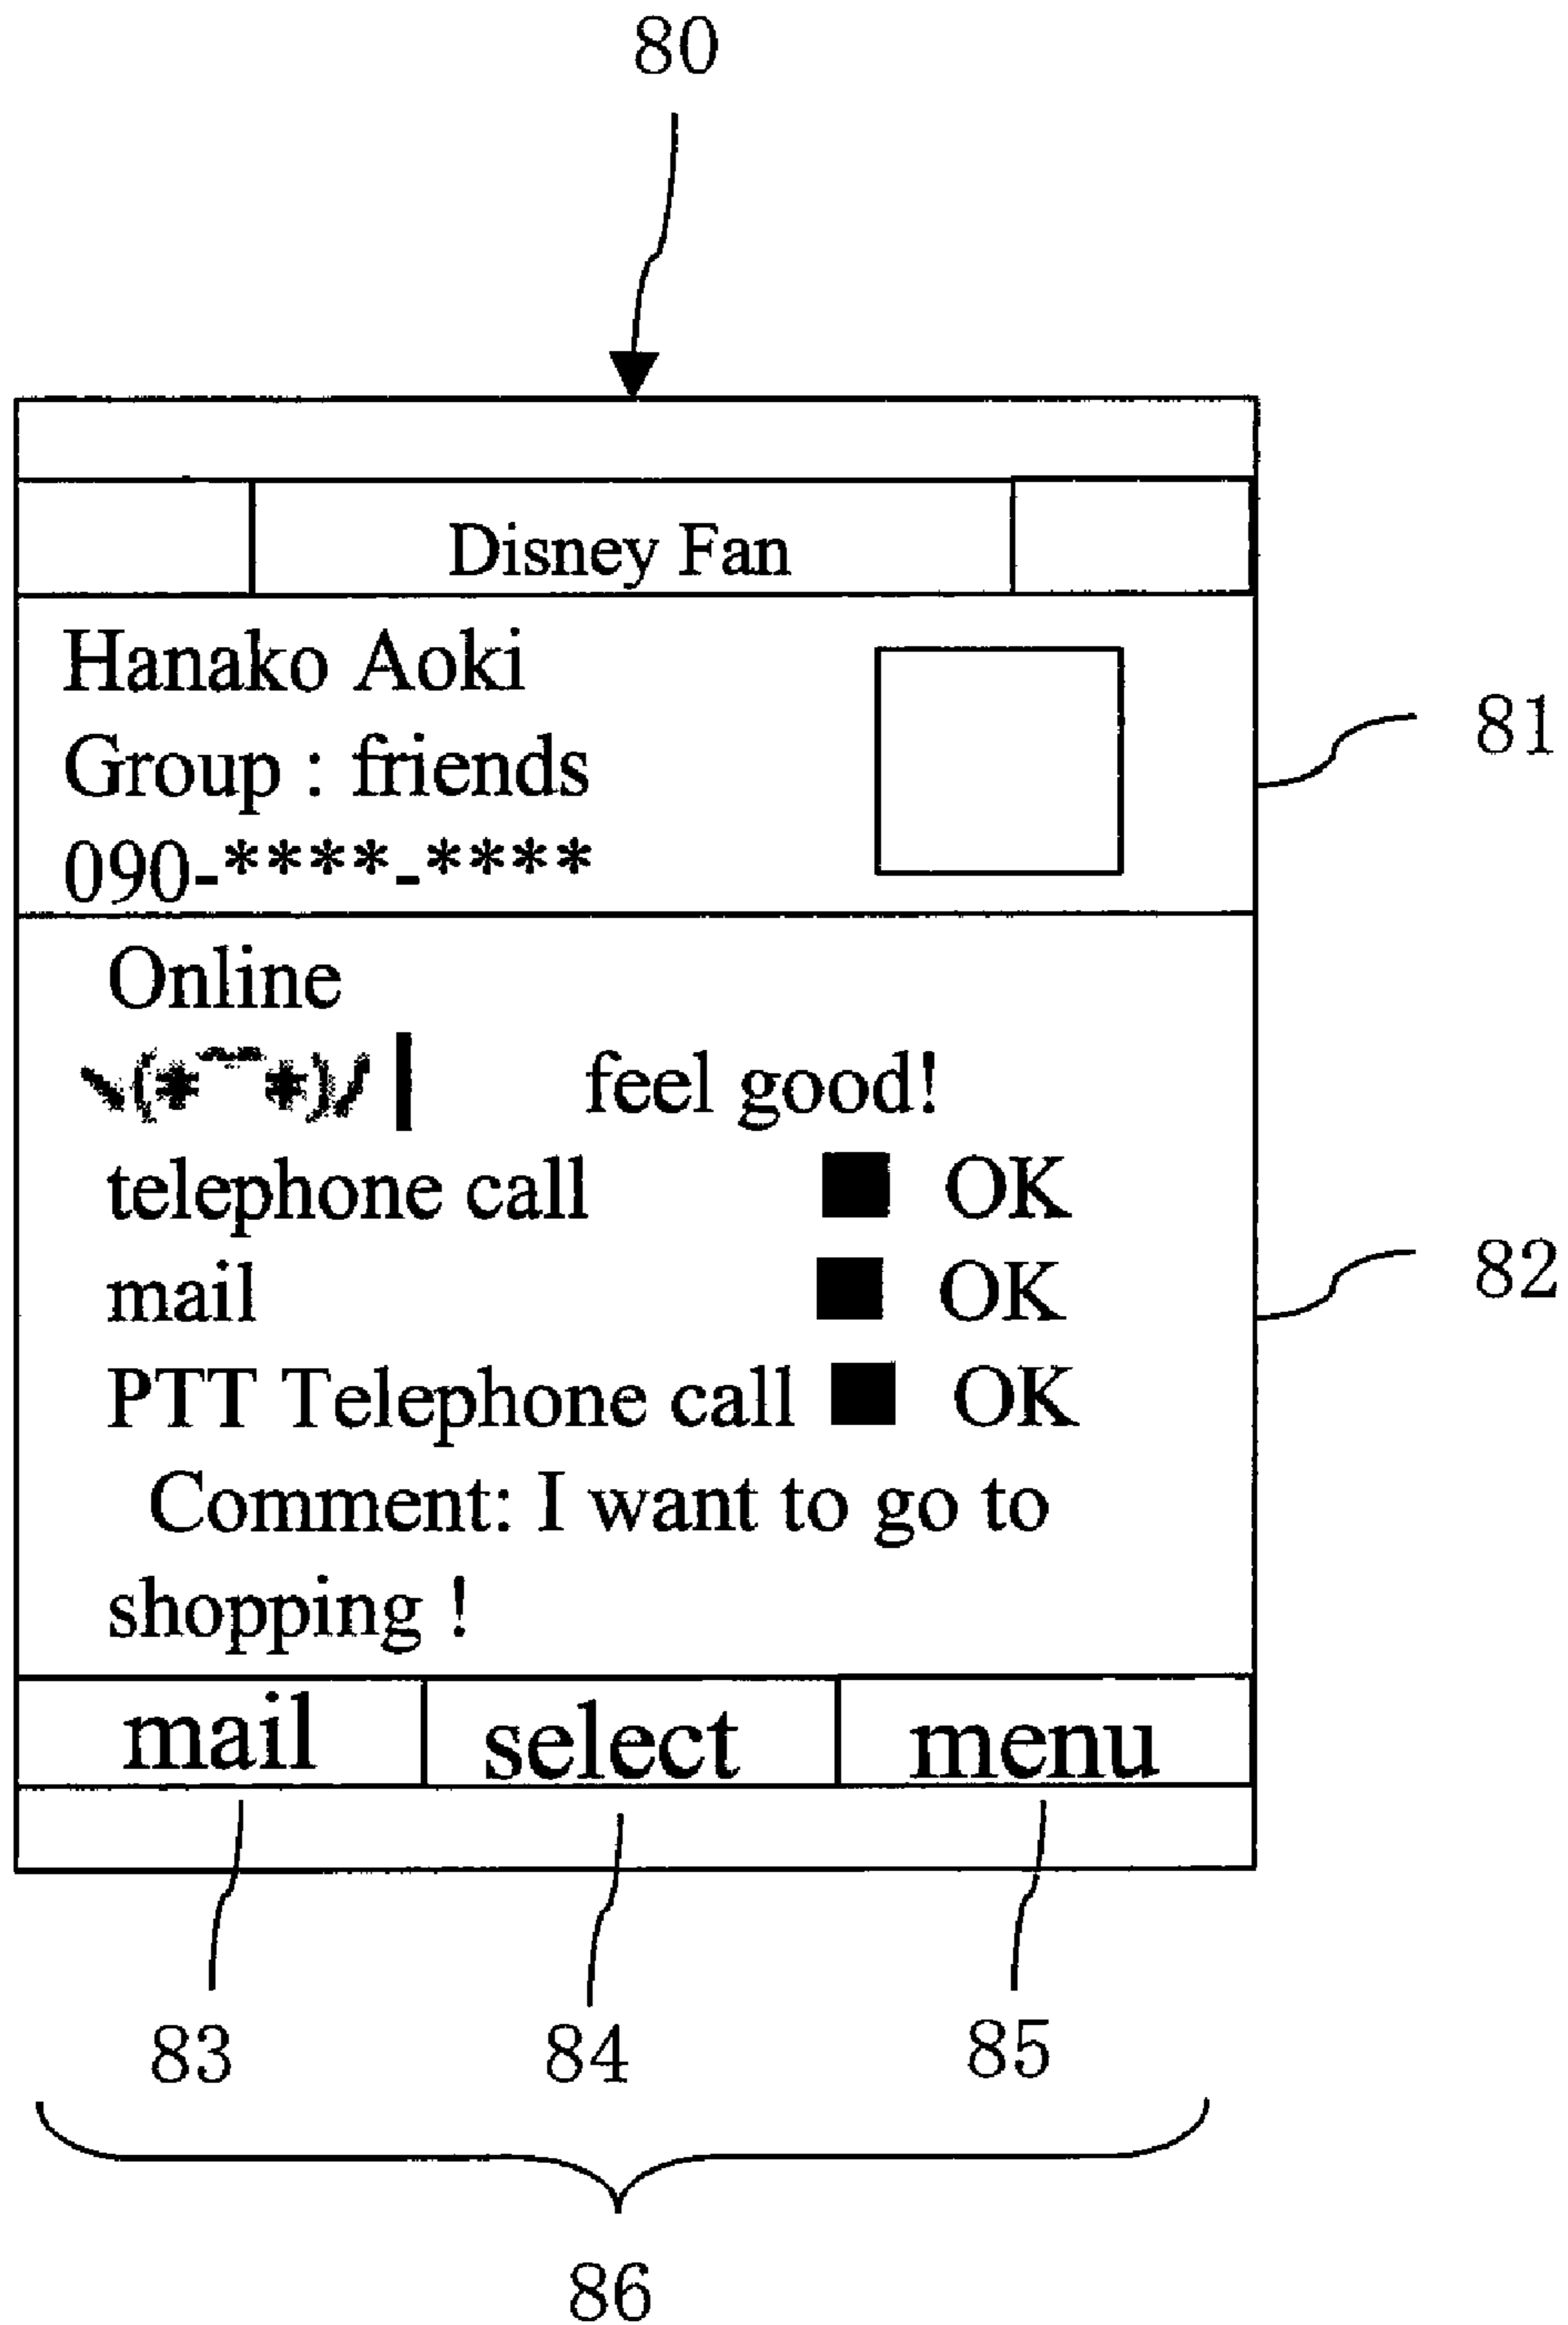 80
Disney Fan
Hanako Aoki
Group : friends
090-****-****
81
Online
\(*⌒⌒*)/ feel good!
telephone call ■ OK
mail ■ OK
82
PTT Telephone call ■ OK
Comment: I want to go to
shopping !
mail select menu
83 84 85
86